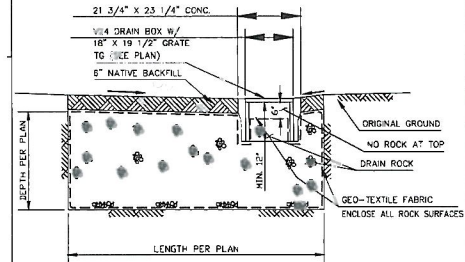 21 3/4" X 23 1/4" CONC.
DRAIN BOX W/
18" X 19 1/2" GRATE
TG (SEE PLAN)
6" NATIVE BACKFILL
6"
ORIGINAL GROUND
NO ROCK AT TOP
DRAIN ROCK
MIN. 12"
DEPTH PER PLAN
GEO-TEXTILE FABRIC
ENCLOSE ALL ROCK SURFACES
LENGTH PER PLAN